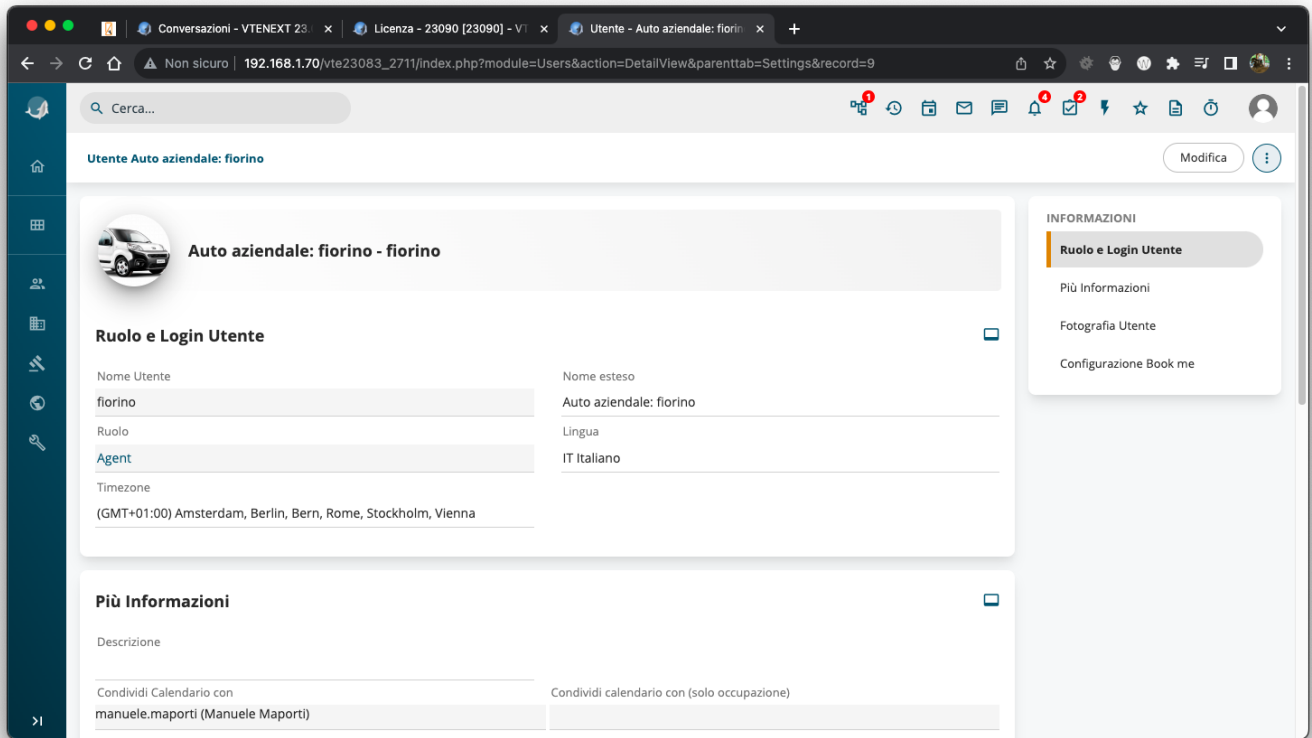 Conversazioni - VTENEXT 23.
Licenza - 23090 [23090] - VT
Utente - Auto aziendale: fiorin
Non sicuro
192.168.1.70/vte23083_2711/index.php?module=Users&action=DetailView&parenttab=Settings&record=9
Cerca...
1
4
2
Utente Auto aziendale: fiorino
Modifica
Auto aziendale: fiorino - fiorino
INFORMAZIONI
Ruolo e Login Utente
Più Informazioni
Fotografia Utente
Configurazione Book me
Ruolo e Login Utente
Nome Utente
fiorino
Nome esteso
Auto aziendale: fiorino
Ruolo
Agent
Lingua
IT Italiano
Timezone
(GMT+01:00) Amsterdam, Berlin, Bern, Rome, Stockholm, Vienna
Più Informazioni
Descrizione
Condividi Calendario con
manuele.maporti (Manuele Maporti)
Condividi calendario con (solo occupazione)